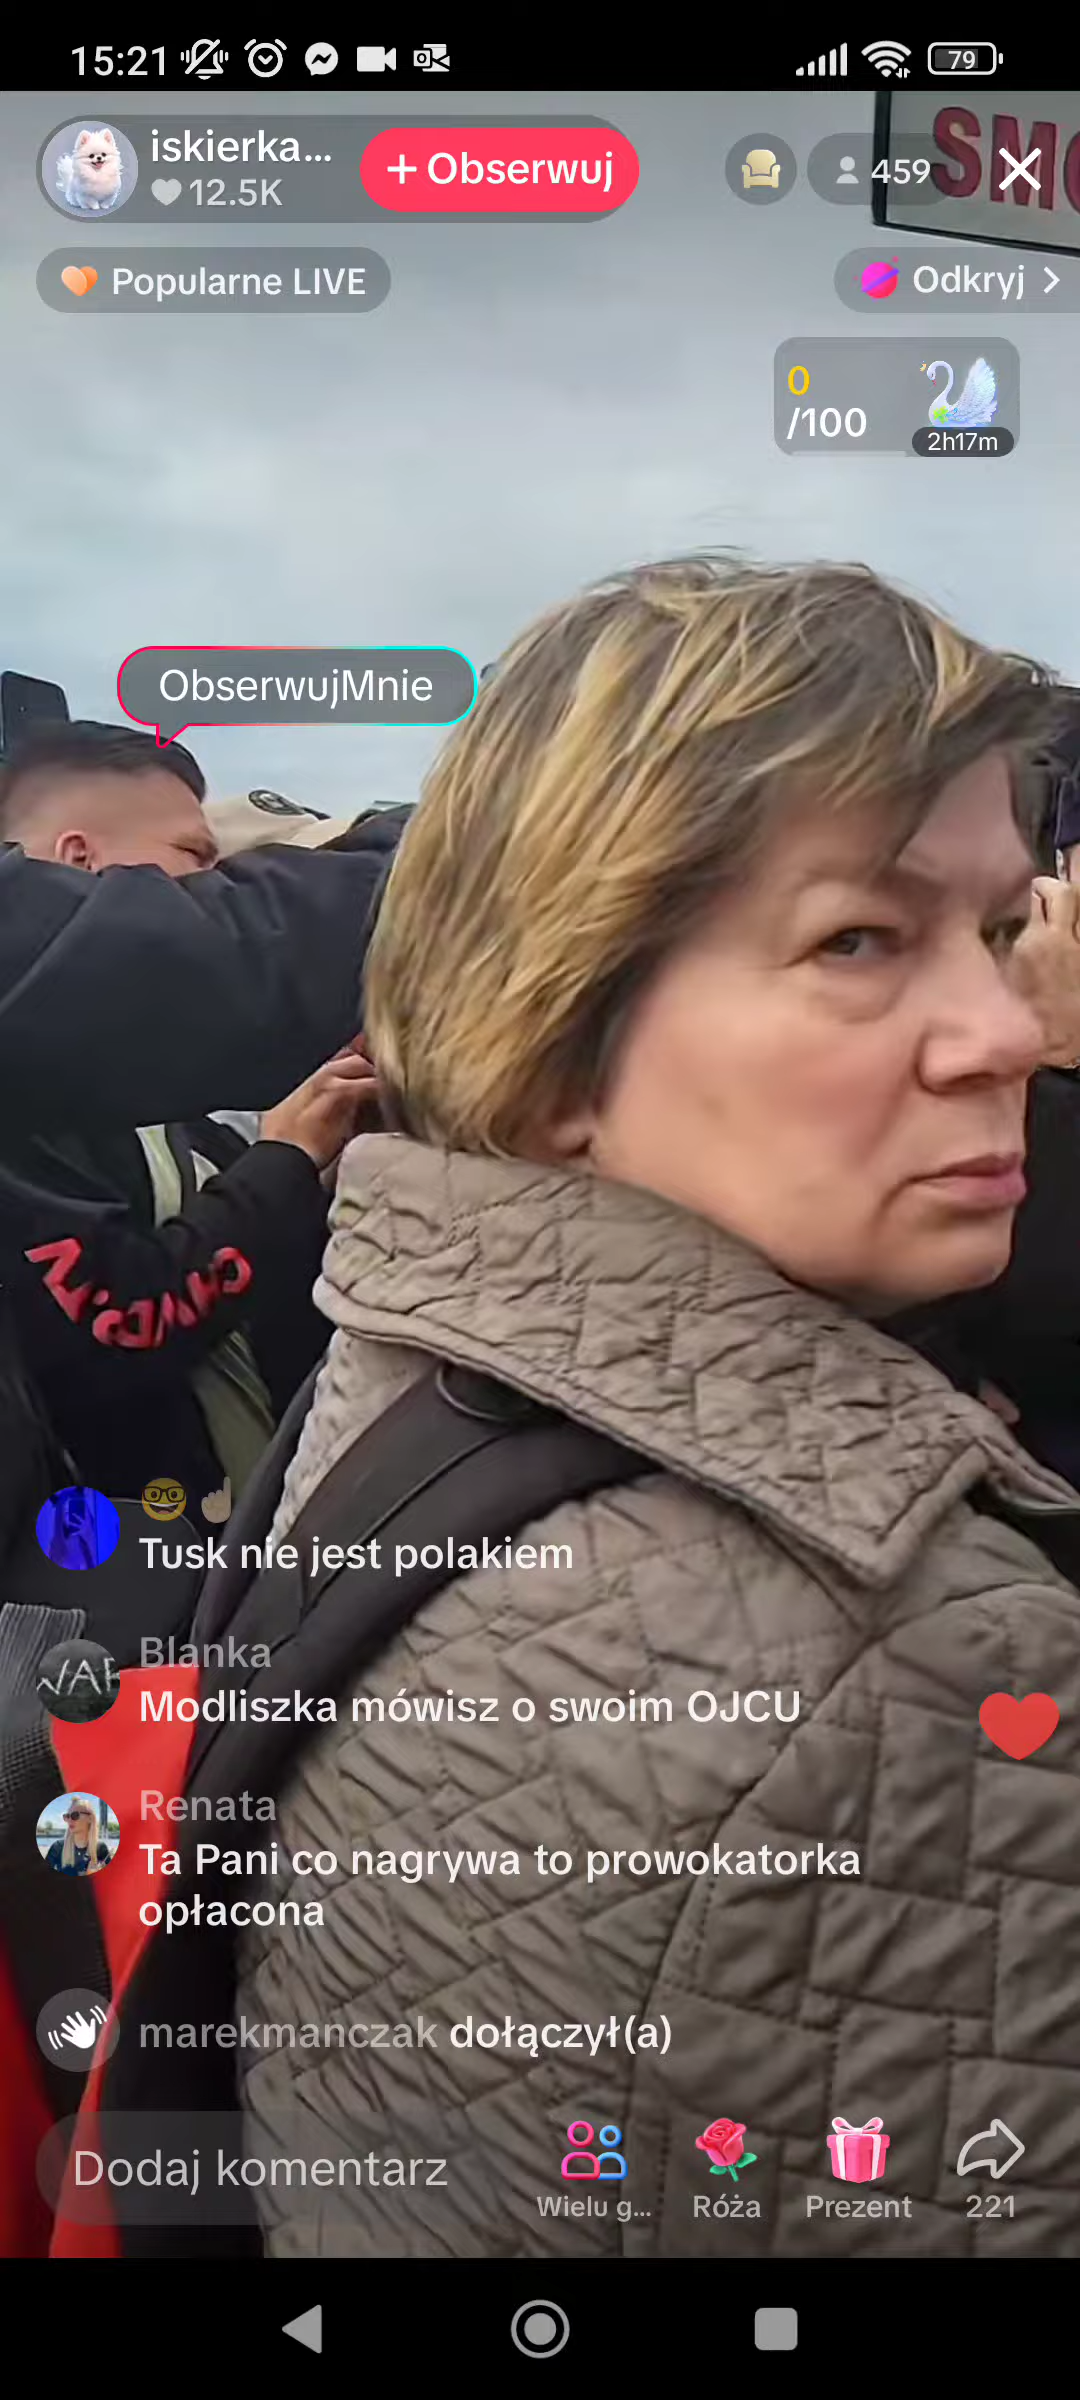 15:21
79
iskierka...
12.5K
+ Obserwuj
459
SM
Popularne LIVE
Odkryj
0
/100
2h17m
ObserwujMnie
Tusk nie jest polakiem
Blanka
Modliszka mówisz o swoim OJCU
Renata
Ta Pani co nagrywa to prowokatorka
opłacona
marekmanczak dołączył(a)
Dodaj komentarz
Wielu g...
Róża
Prezent
221